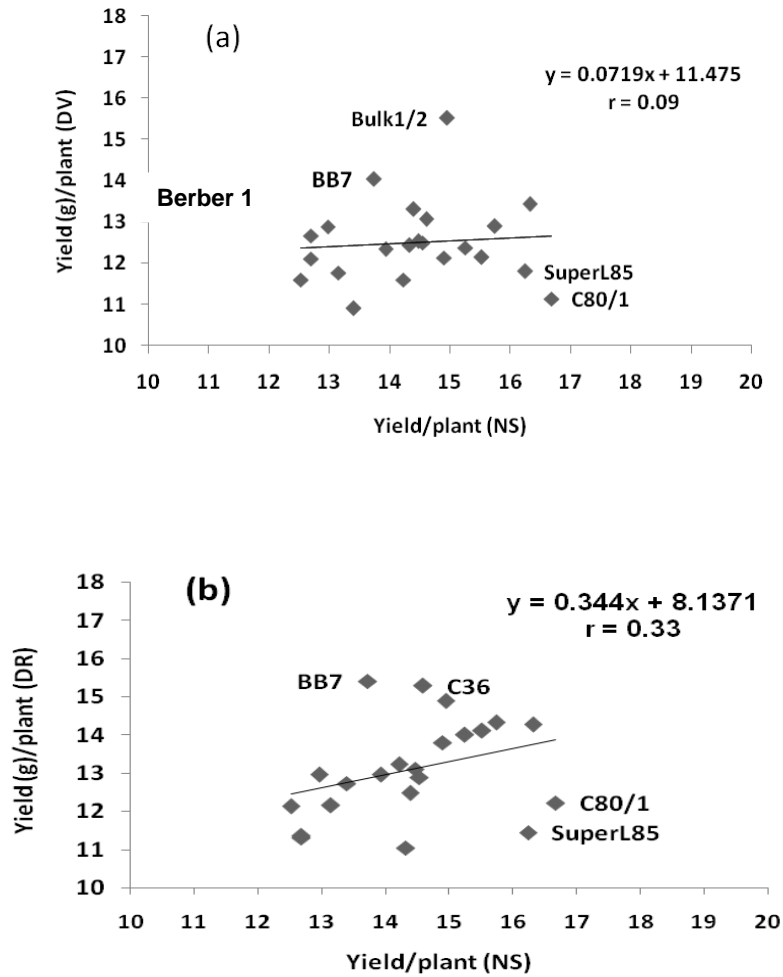 (a)
y = 0.0719x + 11.475
r = 0.09
Yield (g)/plant (DV)
18
17
16
15
14
13
12
11
10
Bulk1/2
BB7
Berber 1
SuperL85
C80/1
10 11 12 13 14 15 16 17 18 19 20
Yield/plant (NS)
(b)
y = 0.344x + 8.1371
r = 0.33
Yield (g)/plant (DR)
18
17
16
15
14
13
12
11
10
BB7
C36
C80/1
SuperL85
10 11 12 13 14 15 16 17 18 19 20
Yield/plant (NS)